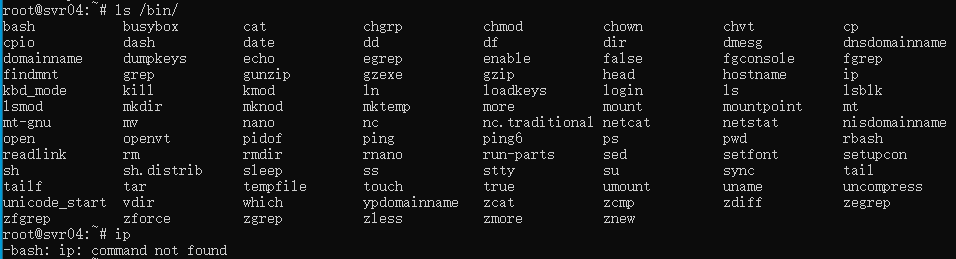 root@svr04:~# ls /bin/
bash busybox cat chgrp chmod chown chvt cp
cpio dash date dd df dir dmesg dnsdomainname
domainname dumpkeys echo egrep enable false fgconsole fgrep
findmnt grep gunzip gzexe gzip head hostname ip
kbd_mode kill kmod ln loadkeys login ls lsblk
lsmod mkdir mknod mktemp more mount mountpoint mt
mt-gnu mv nano nc nc.traditional netcat netstat nisdomainname
open openvt pidof ping ping6 ps pwd rbash
readlink rm rmdir rnano run-parts sed setfont setupcon
sh sh.distrib sleep ss stty su sync tail
tailf tar tempfile touch true umount uname uncompress
unicode_start vdir which ypdomainname zcat zcmp zdiff zegrep
zfgrep zforce zgrep zless zmore znew
root@svr04:~# ip
-bash: ip: command not found